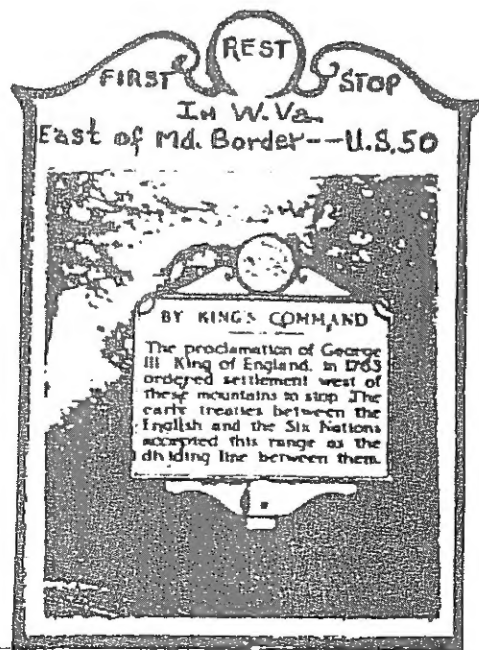 REST
FIRST STOP
In W. Va.
East of Md. Border--U.S. 50
BY KING'S COMMAND
The proclamation of George
III King of England, in 1763
ordered settlement west of
these mountains to stop The
early treaties between the
English and the Six Nations
accepted this range as the
dividing line between them.